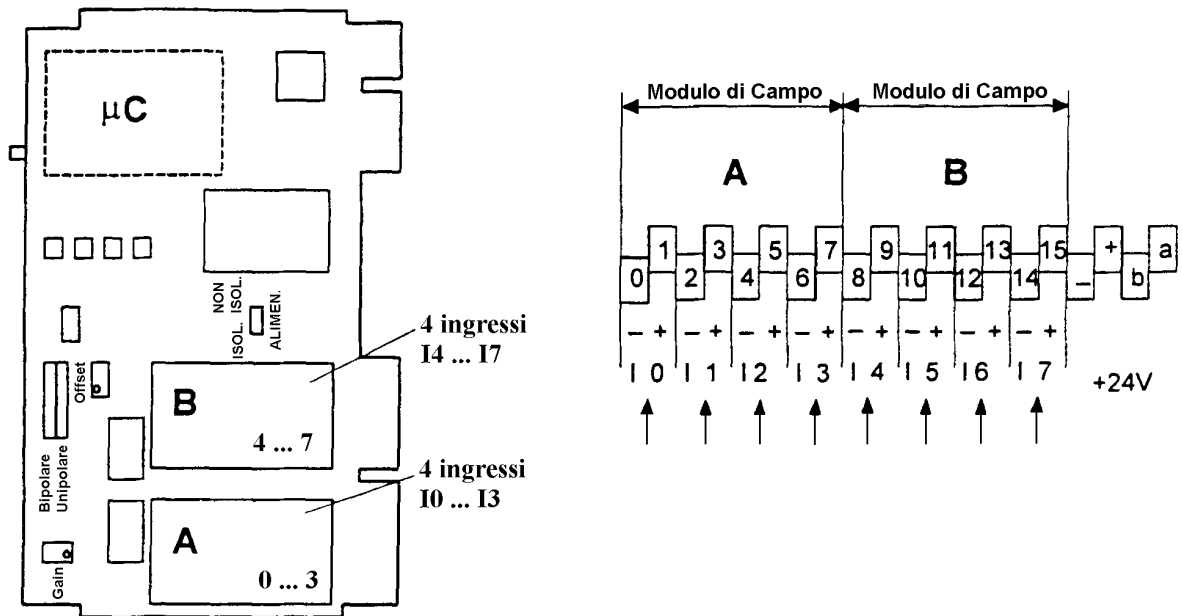 µC
NON
ISOL. ISOL.
ALIMEN.
4 ingressi
I4 ... I7
Offset
B
4 ... 7
Bipolare
Unipolare
4 ingressi
I0 ... I3
A
0 ... 3
Gain
Modulo di Campo Modulo di Campo
A B
1 3 5 7 9 11 13 15 + a
0 2 4 6 8 10 12 14 – b
– + – + – + – + – + – + – + – +
I 0 I 1 I 2 I 3 I 4 I 5 I 6 I 7 +24V